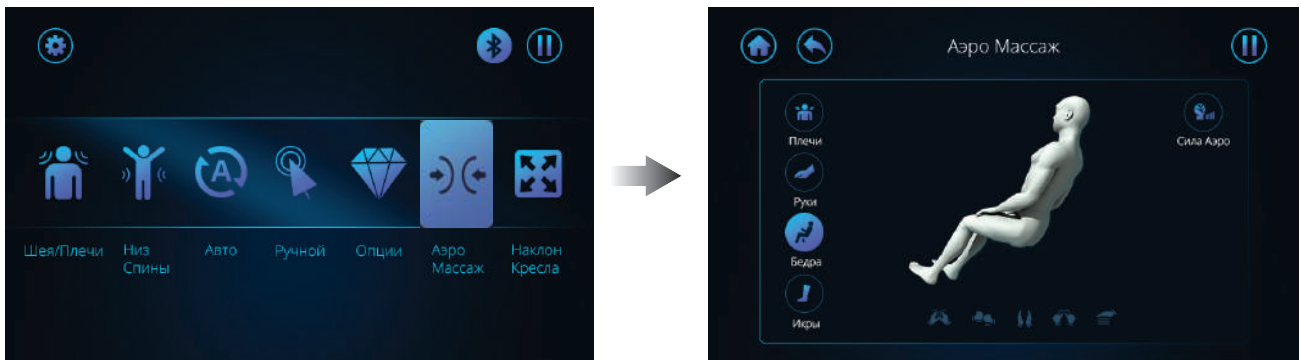 Шея/Плечи
Низ
Спины
Авто
Ручной
Опции
Аэро
Массаж
Наклон
Кресла
Аэро Массаж
Плечи
Руки
Бедра
Икры
Сила Аэро